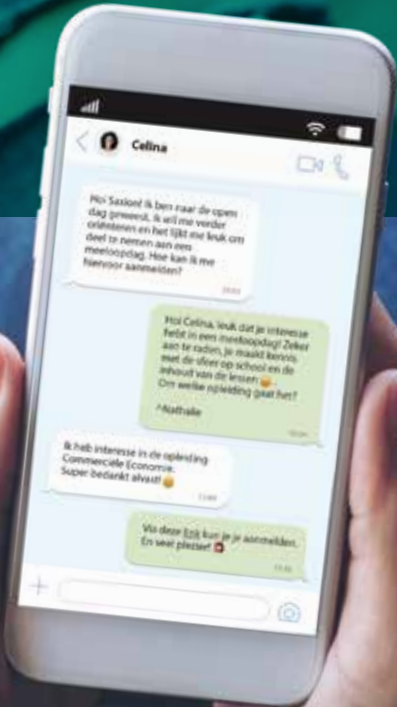 Celina
Hoi Saxion! Ik ben naar de open
dag geweest. Ik wil me verder
oriënteren en het lijkt me leuk om
deel te nemen aan een
meeloopdag. Hoe kan ik me
hiervoor aanmelden?
Hoi Celina, leuk dat je interesse
hebt in een meeloopdag! Zeker
aan te raden, je maakt kennis
met de sfeer op school en de
inhoud van de lessen 😀.
Om welke opleiding gaat het?
^Nathalie
Ik heb interesse in de opleiding
Commerciële Economie.
Super bedankt alvast! 😀
Via deze link kun je je aanmelden.
En veel plezier!